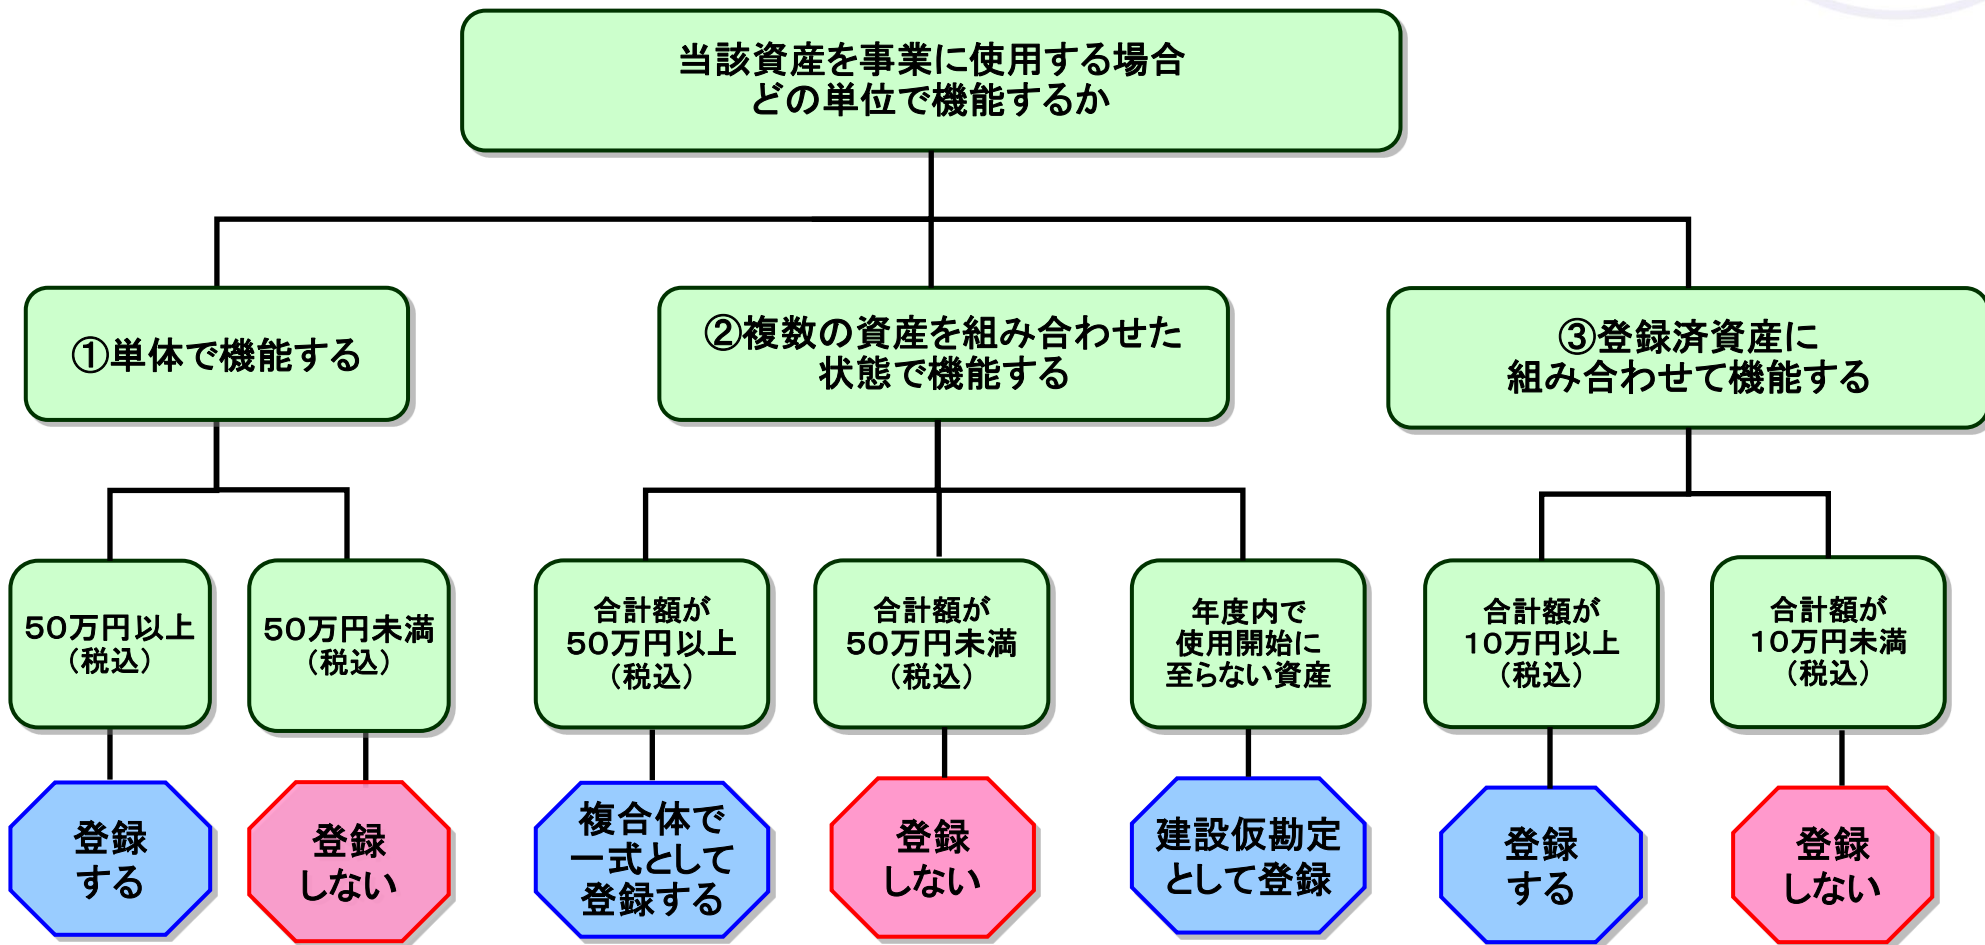 当該資産を事業に使用する場合
どの単位で機能するか
①単体で機能する
②複数の資産を組み合わせた
状態で機能する
③登録済資産に
組み合わせて機能する
50万円以上
（税込）
50万円未満
（税込）
合計額が
50万円以上
（税込）
合計額が
50万円未満
（税込）
年度内で
使用開始に
至らない資産
合計額が
10万円以上
（税込）
合計額が
10万円未満
（税込）
登録
する
登録
しない
複合体で
一式として
登録する
登録
しない
建設仮勘定
として登録
登録
する
登録
しない